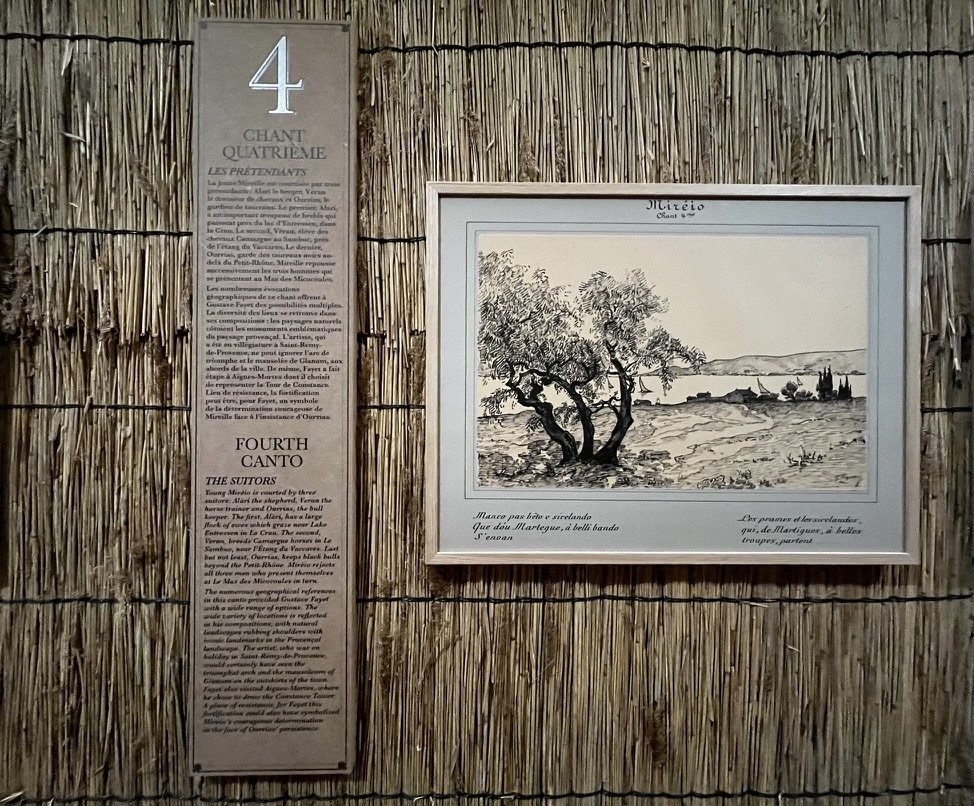 4
CHANT
QUATRIÈME
LES PRÉTENDANTS
La jeune Mireille est courtisée par trois
prétendants : Alàri le berger, Véran
le dresseur de chevaux et Ourrias, le
gardien de taureaux. Le premier, Alàri,
a un important troupeau de brebis qui
paissent près du lac d'Entressen, dans
la Crau. Le second, Véran, élève des
chevaux Camargue au Sambuc, près
de l'étang du Vaccarès. Le dernier,
Ourrias, garde des taureaux noirs au-
delà du Petit-Rhône. Mireille repousse
successivement les trois hommes qui
se présentent au Mas des Micocoules.
Les nombreuses évocations
géographiques de ce chant offrent à
Gustave Fayet des possibilités multiples.
La diversité des lieux se retrouve dans
ses compositions : les paysages naturels
côtoient les monuments emblématiques
du paysage provençal. L'artiste, qui
a été en villégiature à Saint-Rémy-
de-Provence, ne peut ignorer l'arc de
triomphe et le mausolée de Glanum, aux
abords de la ville. De même, Fayet a fait
étape à Aigues-Mortes dont il choisit
de représenter la Tour de Constance.
Lieu de résistance, la fortification
peut être, pour Fayet, un symbole
de la détermination courageuse de
Mireille face à l'insistance d'Ourrias.
FOURTH
CANTO
THE SUITORS
Young Mirèio is courted by three
suitors: Alàri the shepherd, Veran the
horse trainer and Ourrias, the bull
keeper. The first, Alàri, has a large
flock of ewes which graze near Lake
Entressen in La Crau. The second,
Veran, breeds Camargue horses in Le
Sambuc, near l'Étang du Vaccarès. Last
but not least, Ourrias, keeps black bulls
beyond the Petit-Rhône. Mirèio rejects
all three men who present themselves
at Le Mas des Micocoules in turn.
The numerous geographical references
in this canto provided Gustave Fayet
with a wide range of options. The
wide variety of locations is reflected
in his compositions, with natural
landscapes rubbing shoulders with
iconic landmarks in the Provençal
landscape. The artist, who was on
holiday in Saint-Rémy-de-Provence,
would certainly have seen the
triumphal arch and the mausoleum of
Glanum on the outskirts of the town.
Fayet also visited Aigues-Mortes, where
he chose to draw the Constance Tower.
A place of resistance, for Fayet this
fortification could also have symbolised
Mirèio's courageous determination
in the face of Ourrias' persistence.
Mirèio
Chant 4me
Manco pas bèto e sicelando
Que dóu Martegue, à belli bando
S'envan
Les prames et les sicelandes,
qui, de Martigues, à belles
troupes, partent